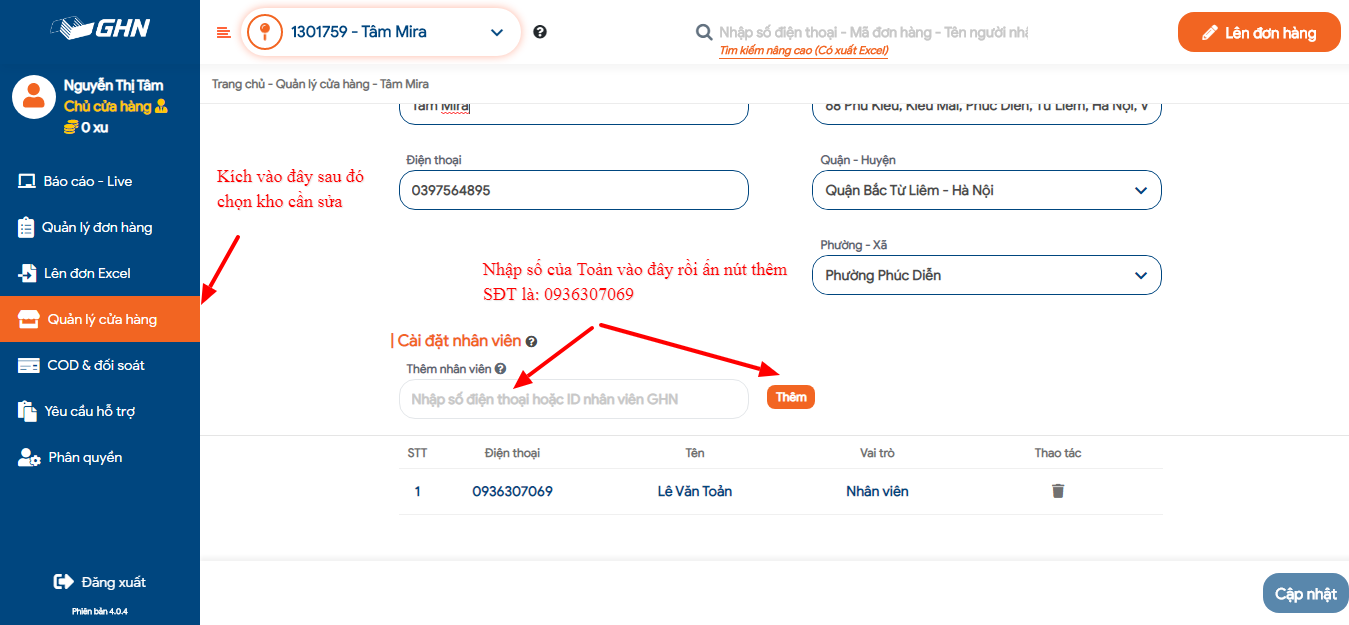 GHN
1301759 - Tâm Mira
Nhập số điện thoại - Mã đơn hàng - Tên người nhậ
Tìm kiếm nâng cao (Có xuất Excel)
Lên đơn hàng
Nguyễn Thị Tâm
Chủ cửa hàng
0 xu
Trang chủ - Quản lý cửa hàng - Tâm Mira
Báo cáo - Live
Quản lý đơn hàng
Lên đơn Excel
Quản lý cửa hàng
COD & đối soát
Yêu cầu hỗ trợ
Phân quyền
Đăng xuất
Phiên bản 4.0.4
Tâm Mira
68 Phú Kiều, Kiều Mai, Phúc Diễn, Từ Liêm, Hà Nội, V
Điện thoại
0397564895
Quận - Huyện
Quận Bắc Từ Liêm - Hà Nội
Phường - Xã
Phường Phúc Diễn
Kích vào đây sau đó
chọn kho cần sửa
Nhập số của Toản vào đây rồi ấn nút thêm
SĐT là: 0936307069
| Cài đặt nhân viên
Thêm nhân viên
Nhập số điện thoại hoặc ID nhân viên GHN
Thêm
STT Điện thoại Tên Vai trò Thao tác
1 0936307069 Lê Văn Toản Nhân viên
Cập nhật